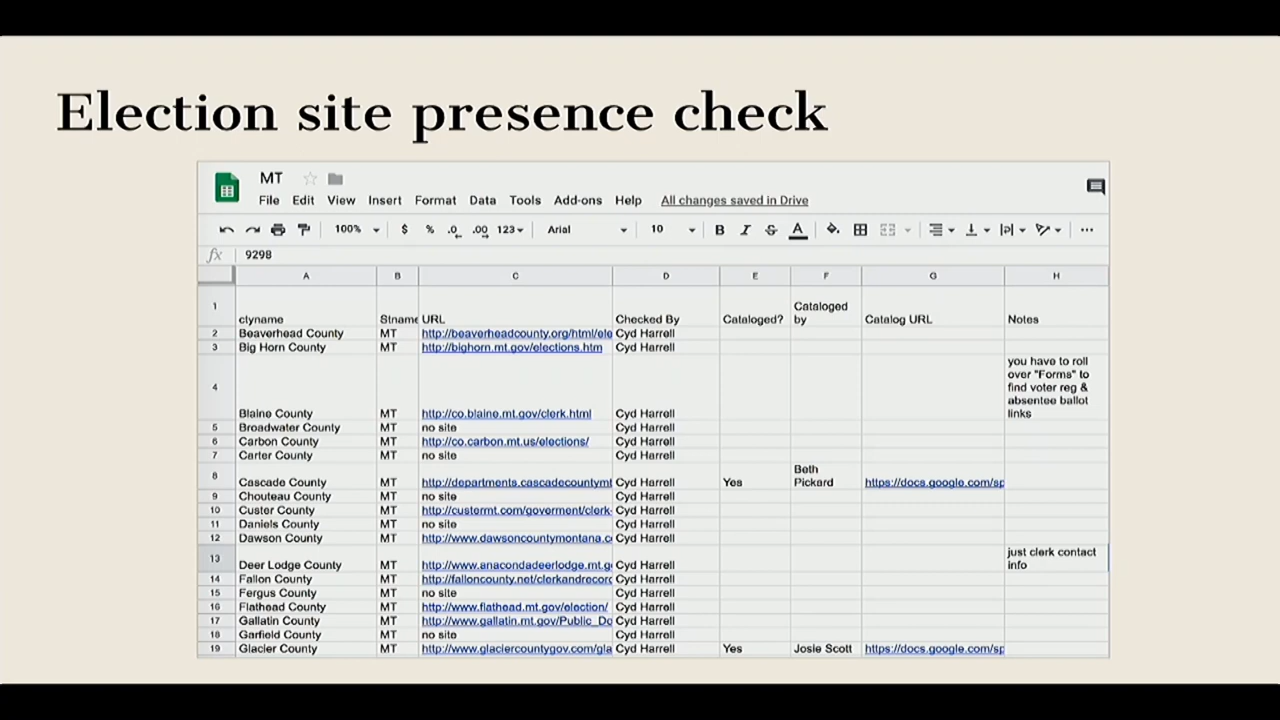 Election site presence check
MT
File Edit View Insert Format Data Tools Add-ons Help All changes saved in Drive
100% $ % .0 .00 123 Arial 10 B I S A ...
fx 9298
A B C D E F G H
1 ctyname Stname URL Checked By Cataloged? Cataloged by Catalog URL Notes
2 Beaverhead County MT http://beaverheadcounty.org/html/ele Cyd Harrell
3 Big Horn County MT http://bighorn.mt.gov/elections.htm Cyd Harrell
4 Blaine County MT http://co.blaine.mt.gov/clerk.html Cyd Harrell you have to roll over "Forms" to find voter reg & absentee ballot links
5 Broadwater County MT no site Cyd Harrell
6 Carbon County MT http://co.carbon.mt.us/elections/ Cyd Harrell
7 Carter County MT no site Cyd Harrell
8 Cascade County MT http://departments.cascadecountymt Cyd Harrell Yes Beth Pickard https://docs.google.com/sp
9 Chouteau County MT no site Cyd Harrell
10 Custer County MT http://custermt.com/goverment/clerk- Cyd Harrell
11 Daniels County MT no site Cyd Harrell
12 Dawson County MT http://www.dawsoncountymontana.c Cyd Harrell
13 Deer Lodge County MT http://www.anacondadeerlodge.mt.g Cyd Harrell just clerk contact info
14 Fallon County MT http://falloncounty.net/clerkandrecord Cyd Harrell
15 Fergus County MT no site Cyd Harrell
16 Flathead County MT http://www.flathead.mt.gov/election/ Cyd Harrell
17 Gallatin County MT http://www.gallatin.mt.gov/Public_Do Cyd Harrell
18 Garfield County MT no site Cyd Harrell
19 Glacier County MT http://www.glaciercountygov.com/gla Cyd Harrell Yes Josie Scott https://docs.google.com/sp